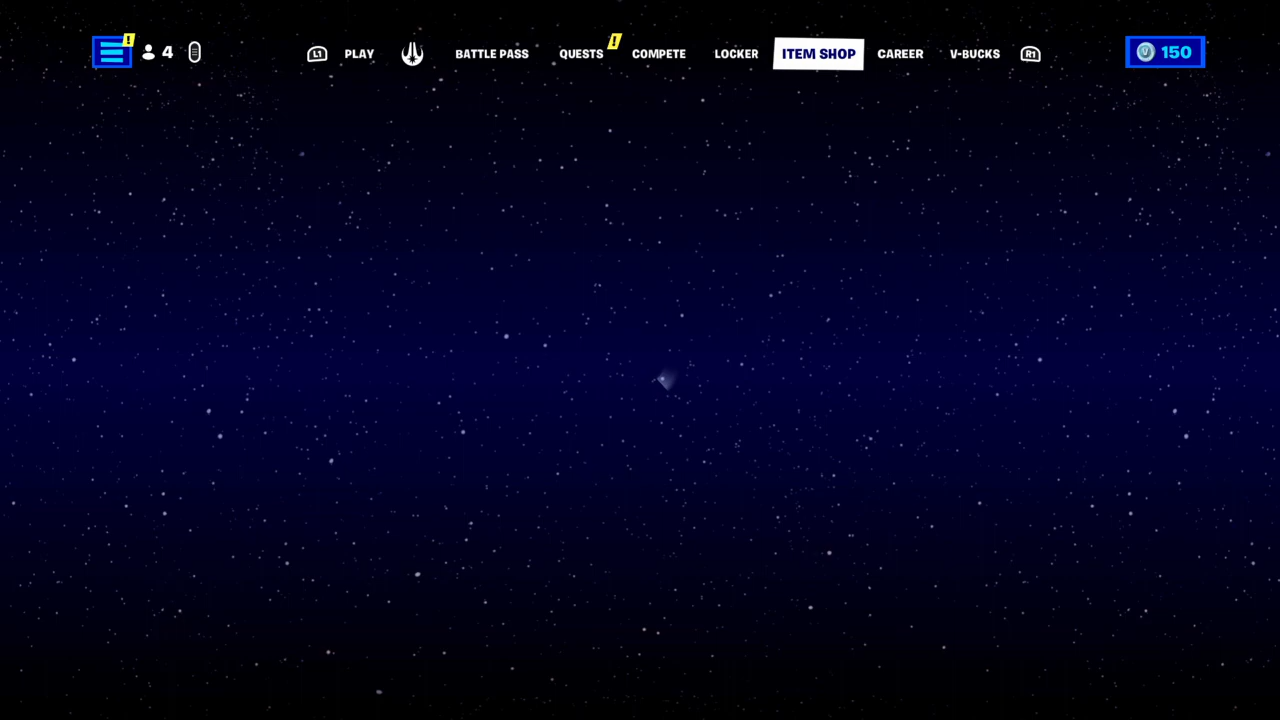 ! 4 L1 PLAY BATTLE PASS QUESTS ! COMPETE LOCKER ITEM SHOP CAREER V-BUCKS R1 V 150